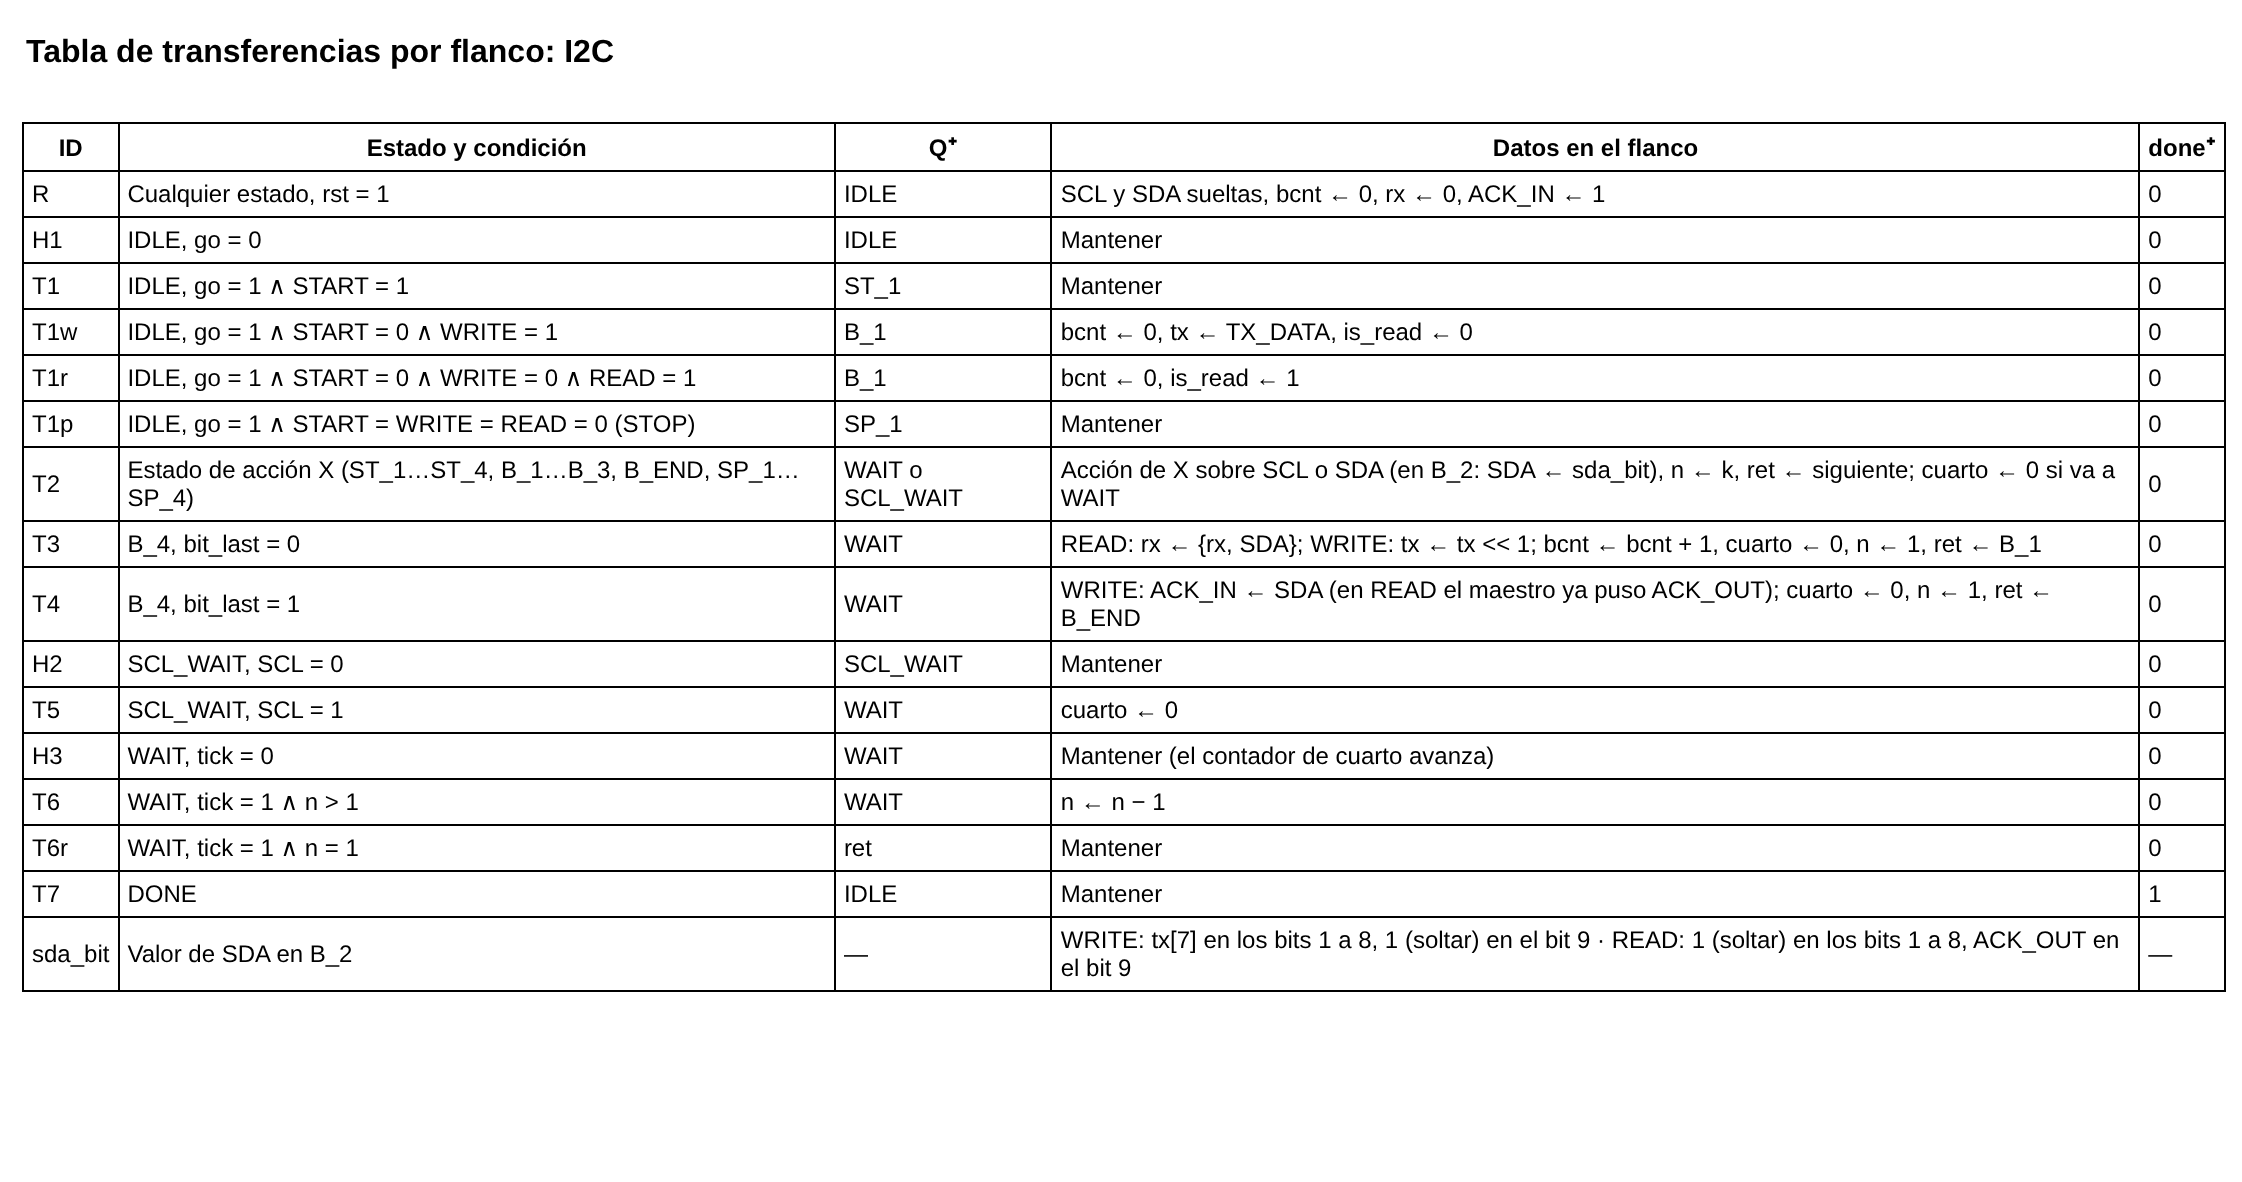 Tabla de transferencias por flanco: I2C
ID Estado y condición Q⁺ Datos en el flanco done⁺
R Cualquier estado, rst = 1 IDLE SCL y SDA sueltas, bcnt ← 0, rx ← 0, ACK_IN ← 1 0
H1 IDLE, go = 0 IDLE Mantener 0
T1 IDLE, go = 1 ∧ START = 1 ST_1 Mantener 0
T1w IDLE, go = 1 ∧ START = 0 ∧ WRITE = 1 B_1 bcnt ← 0, tx ← TX_DATA, is_read ← 0 0
T1r IDLE, go = 1 ∧ START = 0 ∧ WRITE = 0 ∧ READ = 1 B_1 bcnt ← 0, is_read ← 1 0
T1p IDLE, go = 1 ∧ START = WRITE = READ = 0 (STOP) SP_1 Mantener 0
T2
Estado de acción X (ST_1…ST_4, B_1…B_3, B_END, SP_1…
SP_4)
WAIT o
SCL_WAIT
Acción de X sobre SCL o SDA (en B_2: SDA ← sda_bit), n ← k, ret ← siguiente; cuarto ← 0 si va a
WAIT
0
T3 B_4, bit_last = 0 WAIT READ: rx ← {rx, SDA}; WRITE: tx ← tx << 1; bcnt ← bcnt + 1, cuarto ← 0, n ← 1, ret ← B_1 0
T4 B_4, bit_last = 1 WAIT
WRITE: ACK_IN ← SDA (en READ el maestro ya puso ACK_OUT); cuarto ← 0, n ← 1, ret ←
B_END
0
H2 SCL_WAIT, SCL = 0 SCL_WAIT Mantener 0
T5 SCL_WAIT, SCL = 1 WAIT cuarto ← 0 0
H3 WAIT, tick = 0 WAIT Mantener (el contador de cuarto avanza) 0
T6 WAIT, tick = 1 ∧ n > 1 WAIT n ← n − 1 0
T6r WAIT, tick = 1 ∧ n = 1 ret Mantener 0
T7 DONE IDLE Mantener 1
sda_bit Valor de SDA en B_2 —
WRITE: tx[7] en los bits 1 a 8, 1 (soltar) en el bit 9 · READ: 1 (soltar) en los bits 1 a 8, ACK_OUT en
el bit 9
—